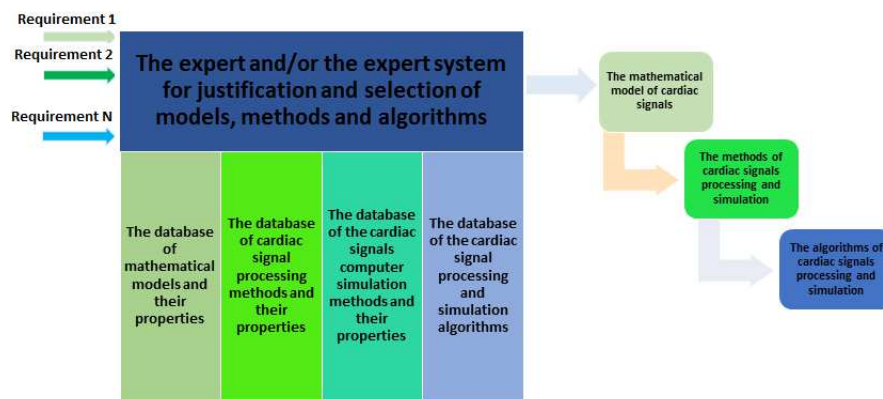 Requirement 1
Requirement 2
Requirement N
The expert and/or the expert system
for justification and selection of
models, methods and algorithms
The database
of
mathematical
models and
their
properties
The database
of cardiac
signal
processing
methods and
their
properties
The database
of the cardiac
signals
computer
simulation
methods and
their
properties
The database
of the cardiac
signal
processing
and
simulation
algorithms
The mathematical
model of cardiac
signals
The methods of
cardiac signals
processing and
simulation
The algorithms of
cardiac signals
processing and
simulation